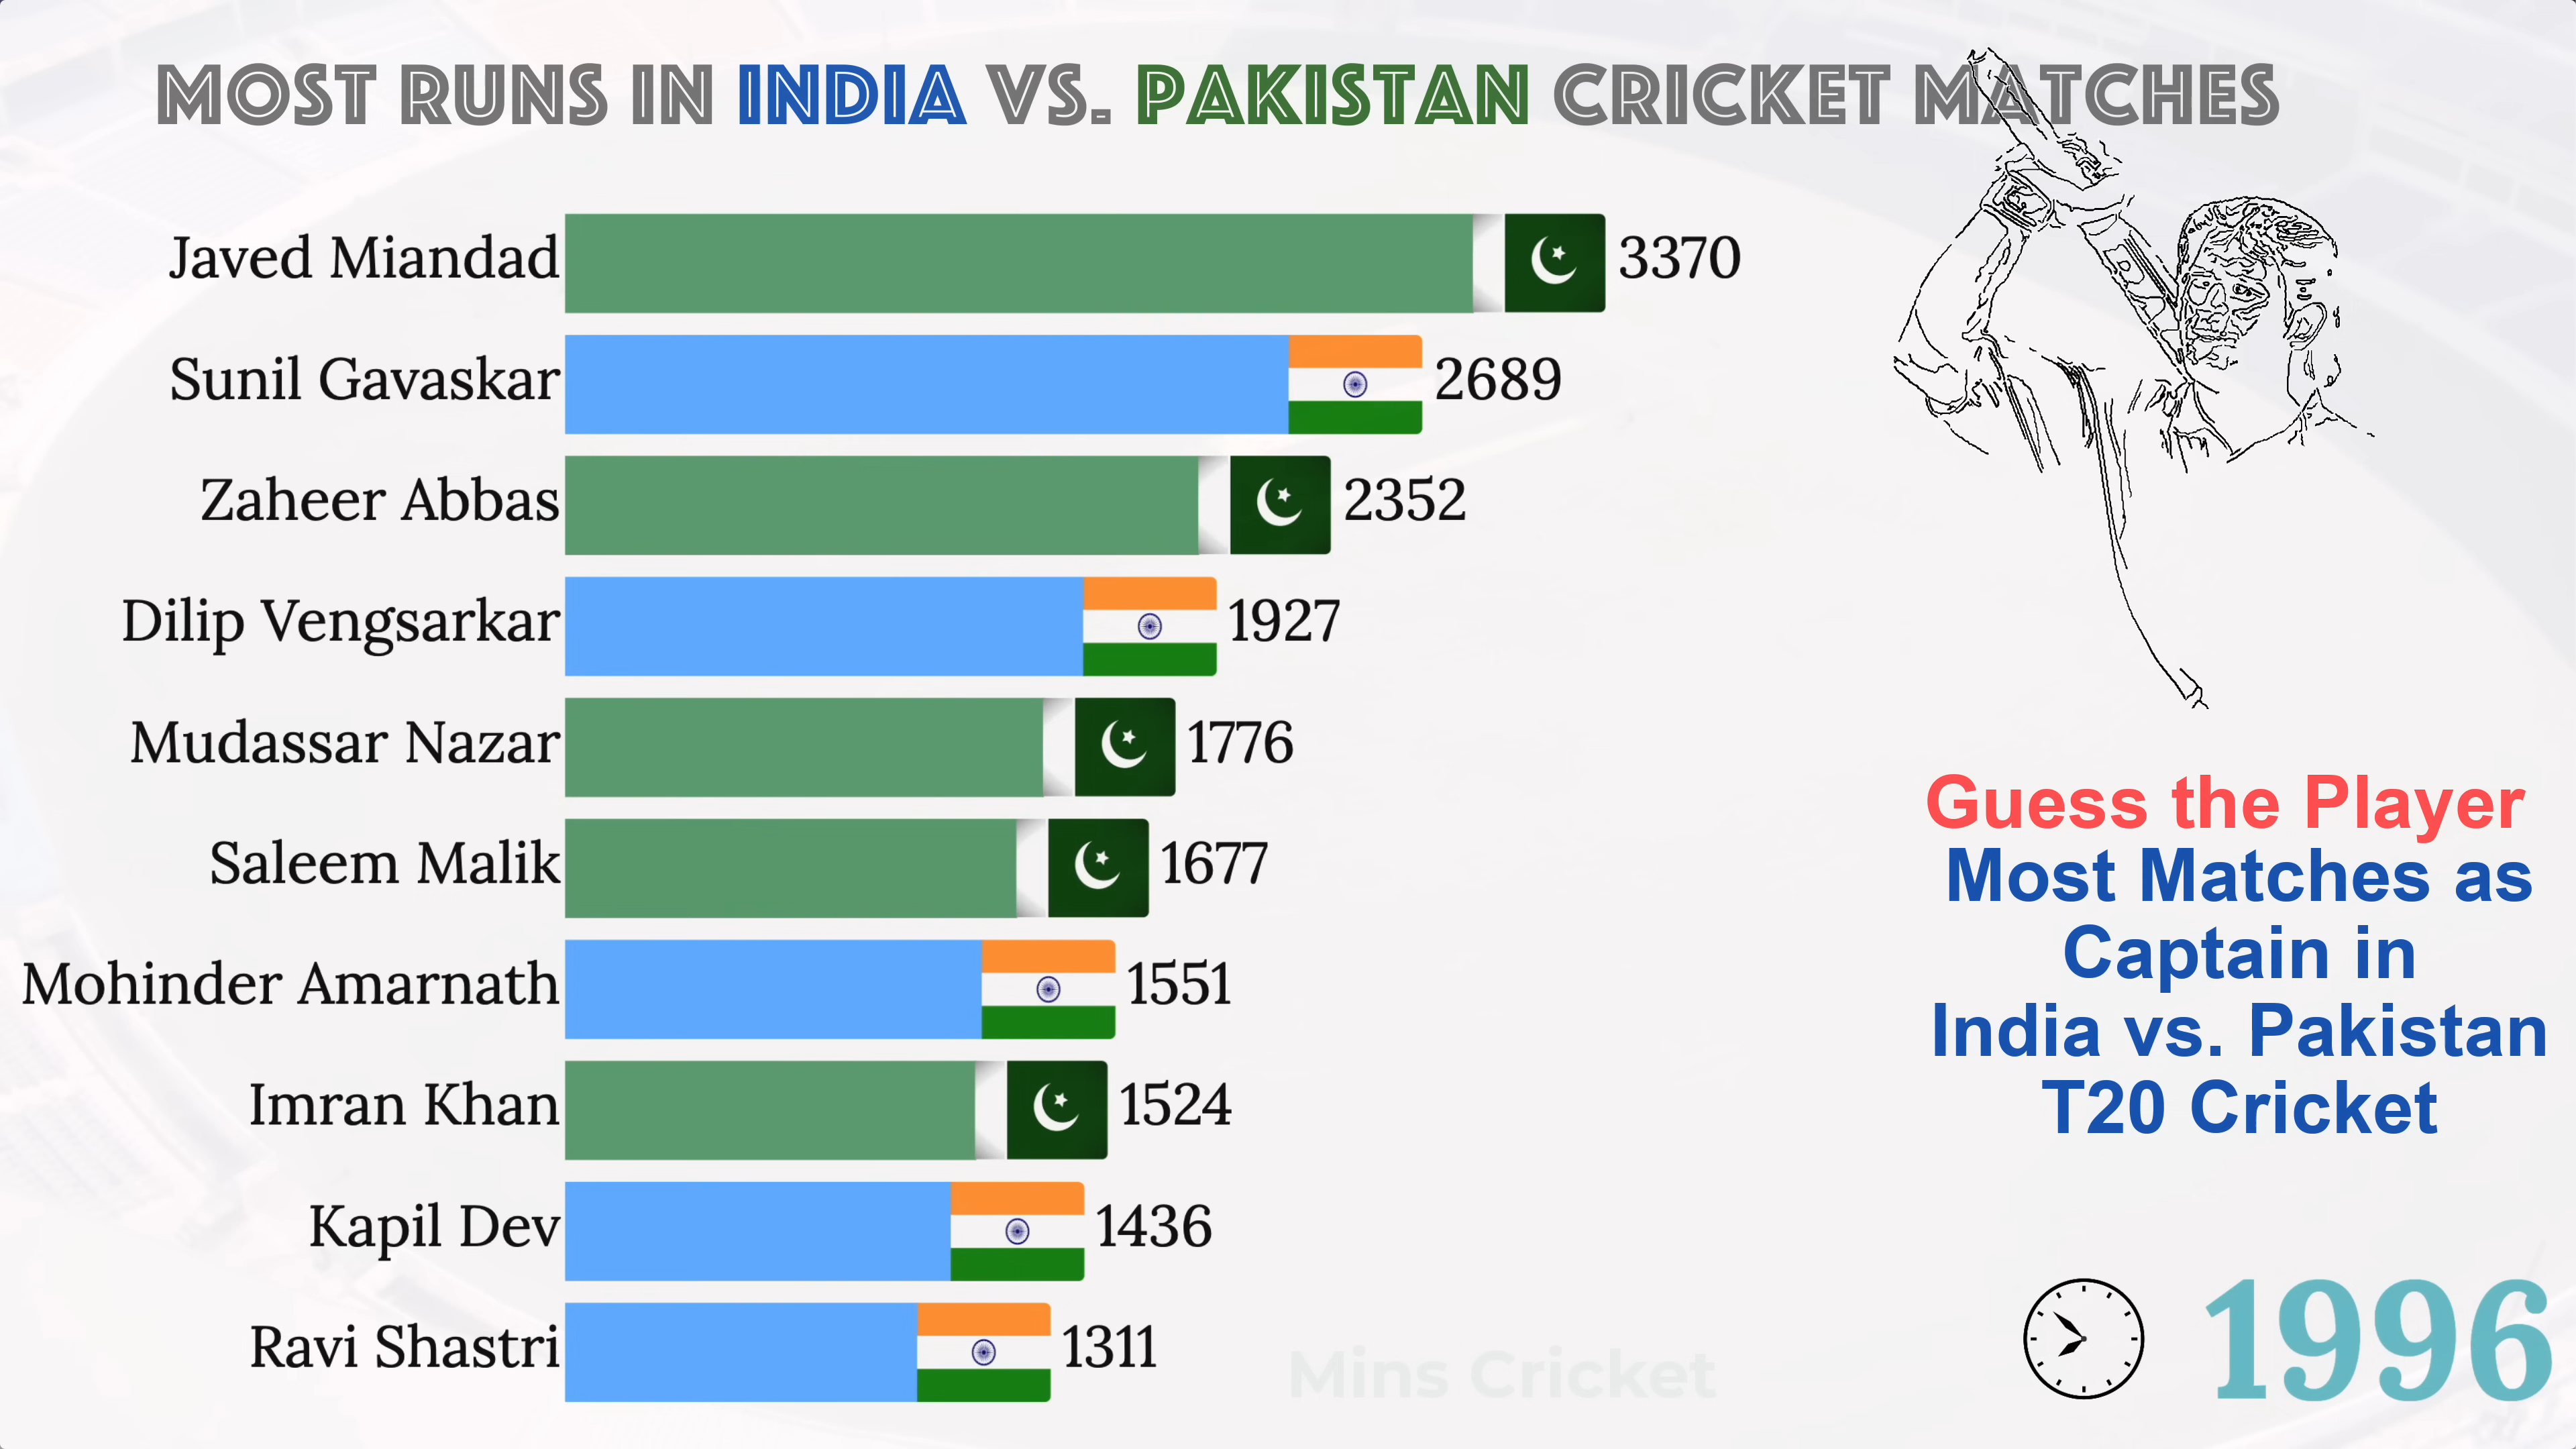 MOST RUNS IN INDIA VS. PAKISTAN CRICKET MATCHES
Javed Miandad 3370
Sunil Gavaskar 2689
Zaheer Abbas 2352
Dilip Vengsarkar 1927
Mudassar Nazar 1776
Saleem Malik 1677
Mohinder Amarnath 1551
Imran Khan 1524
Kapil Dev 1436
Ravi Shastri 1311
Guess the Player
Most Matches as
Captain in
India vs. Pakistan
T20 Cricket
Mins Cricket
1996